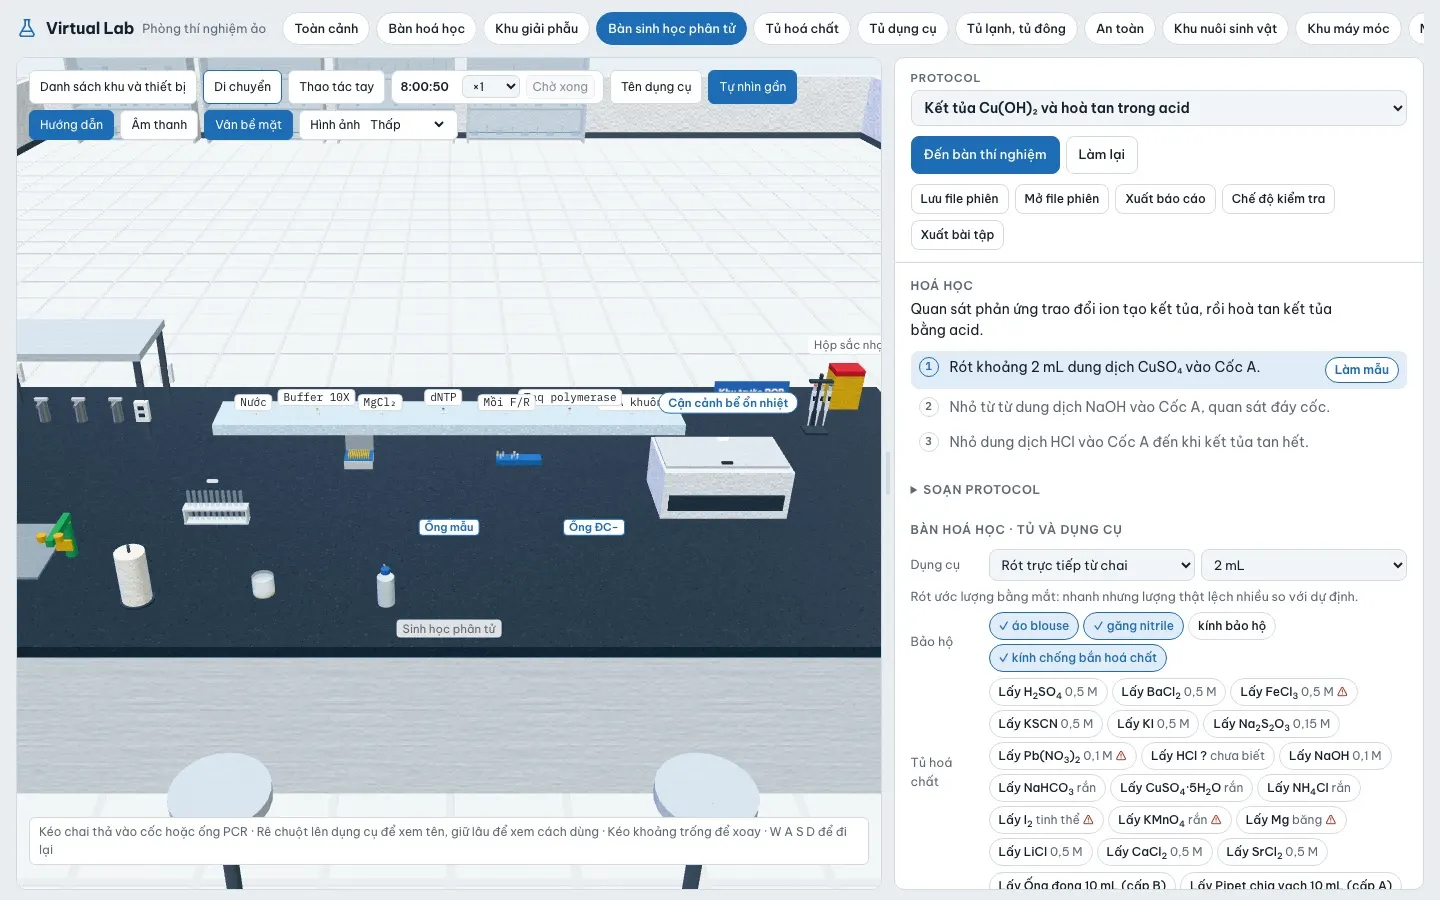 Virtual Lab Phòng thí nghiệm ảo
Toàn cảnh
Bàn hoá học
Khu giải phẫu
Bàn sinh học phân tử
Tủ hoá chất
Tủ dụng cụ
Tủ lạnh, tủ đông
An toàn
Khu nuôi sinh vật
Khu máy móc
Danh sách khu và thiết bị
Di chuyển
Thao tác tay
8:00:50
×1
Chờ xong
Tên dụng cụ
Tự nhìn gần
Hướng dẫn
Âm thanh
Vân bề mặt
Hình ảnh Thấp
Hộp sắc nhọ
Nước
Buffer 10X
MgCl₂
dNTP
Mồi F/R
polymerase
Cận cảnh bể ổn nhiệt
Ống mẫu
Ống ĐC-
Sinh học phân tử
Kéo chai thả vào cốc hoặc ống PCR · Rê chuột lên dụng cụ để xem tên, giữ lâu để xem cách dùng · Kéo khoảng trống để xoay · W A S D để đi
lại
PROTOCOL
Kết tủa Cu(OH)₂ và hoà tan trong acid
Đến bàn thí nghiệm
Làm lại
Lưu file phiên
Mở file phiên
Xuất báo cáo
Chế độ kiểm tra
Xuất bài tập
HOÁ HỌC
Quan sát phản ứng trao đổi ion tạo kết tủa, rồi hoà tan kết tủa
bằng acid.
1 Rót khoảng 2 mL dung dịch CuSO₄ vào Cốc A. Làm mẫu
2 Nhỏ từ từ dung dịch NaOH vào Cốc A, quan sát đáy cốc.
3 Nhỏ dung dịch HCl vào Cốc A đến khi kết tủa tan hết.
▶ SOẠN PROTOCOL
BÀN HOÁ HỌC · TỦ VÀ DỤNG CỤ
Dụng cụ Rót trực tiếp từ chai 2 mL
Rót ước lượng bằng mắt: nhanh nhưng lượng thật lệch nhiều so với dự định.
Bảo hộ
✓ áo blouse ✓ găng nitrile kính bảo hộ
✓ kính chống bắn hoá chất
Tủ hoá
chất
Lấy H₂SO₄ 0,5 M Lấy BaCl₂ 0,5 M Lấy FeCl₃ 0,5 M ⚠
Lấy KSCN 0,5 M Lấy KI 0,5 M Lấy Na₂S₂O₃ 0,15 M
Lấy Pb(NO₃)₂ 0,1 M ⚠ Lấy HCl ? chưa biết Lấy NaOH 0,1 M
Lấy NaHCO₃ rắn Lấy CuSO₄·5H₂O rắn Lấy NH₄Cl rắn
Lấy I₂ tinh thể ⚠ Lấy KMnO₄ rắn ⚠ Lấy Mg băng ⚠
Lấy LiCl 0,5 M Lấy CaCl₂ 0,5 M Lấy SrCl₂ 0,5 M
Lấy Ống đong 10 mL (cấp B) Lấy Pipet chia vạch 10 mL (cấp A)